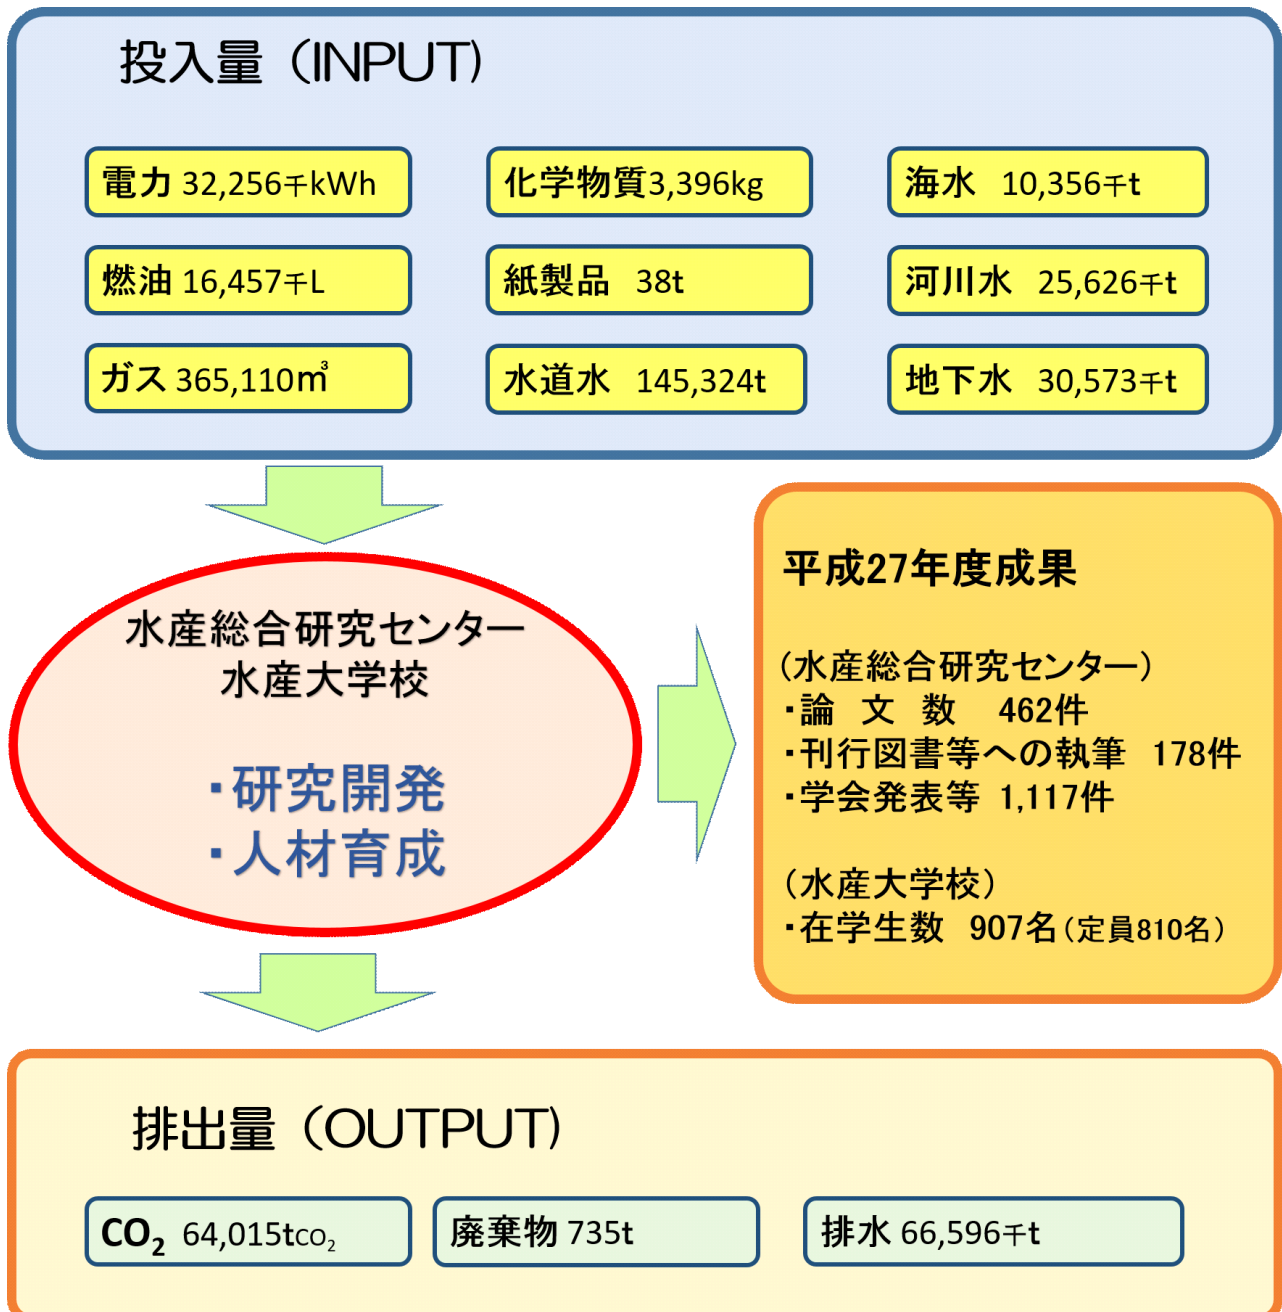 投入量（INPUT）
電力 32,256千kWh
化学物質3,396kg
海水 10,356千t
燃油 16,457千L
紙製品 38t
河川水 25,626千t
ガス 365,110㎥
水道水 145,324t
地下水 30,573千t
水産総合研究センター
水産大学校
・研究開発
・人材育成
平成27年度成果
（水産総合研究センター）
・論　文　数　462件
・刊行図書等への執筆　178件
・学会発表等 1,117件
（水産大学校）
・在学生数　907名（定員810名）
排出量（OUTPUT）
CO₂ 64,015tCO₂
廃棄物 735t
排水 66,596千t